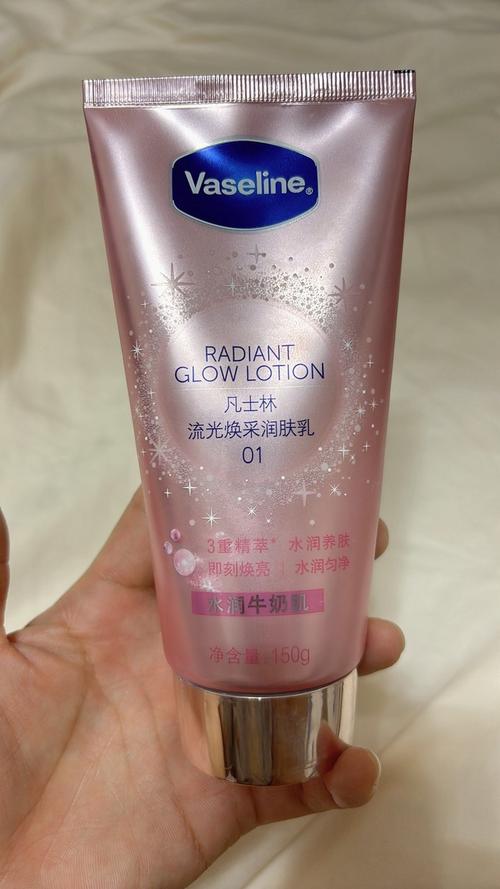 Vaseline®
RADIANT
GLOW LOTION
凡士林
流光焕采润肤乳
01
3重精萃* 水润养肤
即刻焕亮 | 水润匀净
水润牛奶肌
净含量:150g